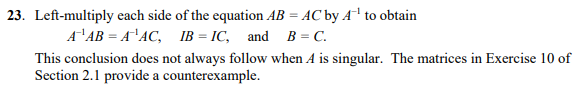 23. Left-multiply each side of the equation AB = AC by A⁻¹ to obtain
A⁻¹AB = A⁻¹AC, IB = IC, and B = C.
This conclusion does not always follow when A is singular. The matrices in Exercise 10 of
Section 2.1 provide a counterexample.